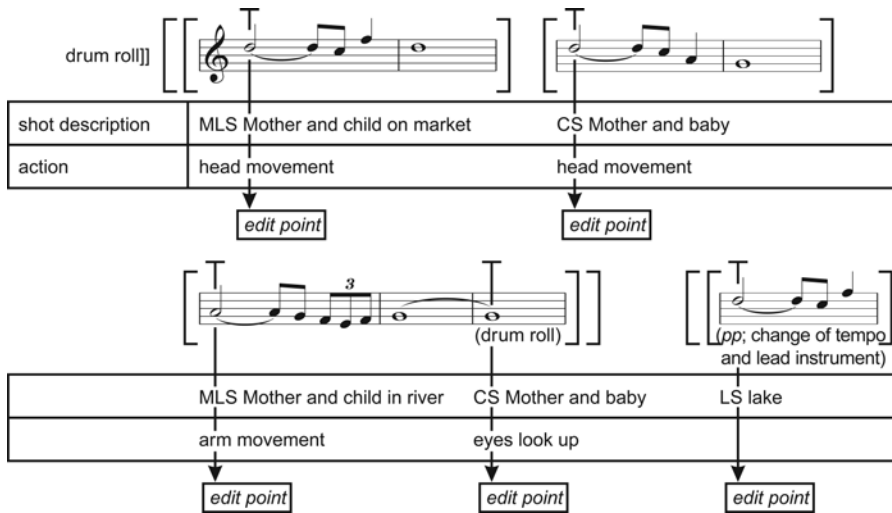 drum roll]]
shot description MLS Mother and child on market CS Mother and baby
action head movement head movement
edit point edit point
3
(drum roll)
(pp; change of tempo
and lead instrument)
MLS Mother and child in river CS Mother and baby LS lake
arm movement eyes look up
edit point edit point edit point